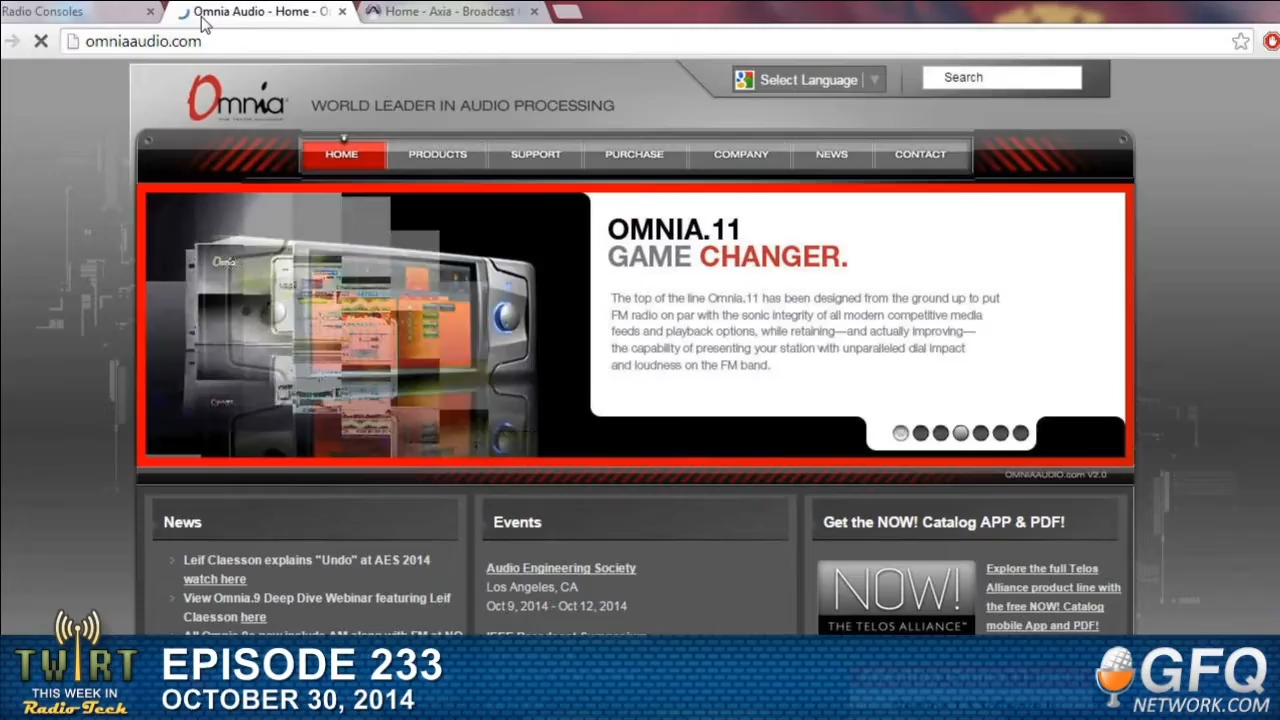 Radio Consoles
Omnia Audio - Home - O
Home - Axia - Broadcast
omniaaudio.com
Select Language
Search
Omnia
WORLD LEADER IN AUDIO PROCESSING
HOME
PRODUCTS
SUPPORT
PURCHASE
COMPANY
NEWS
CONTACT
Omnia
OMNIA.11
GAME CHANGER.
The top of the line Omnia.11 has been designed from the ground up to put
FM radio on par with the sonic integrity of all modern competitive media
feeds and playback options, while retaining—and actually improving—
the capability of presenting your station with unparalleled dial impact
and loudness on the FM band.
OMNIAAUDIO.com V2.0
News
Leif Claesson explains "Undo" at AES 2014
watch here
View Omnia.9 Deep Dive Webinar featuring Leif
Claesson here
Events
Audio Engineering Society
Los Angeles, CA
Oct 9, 2014 - Oct 12, 2014
Get the NOW! Catalog APP & PDF!
NOW!
THE TELOS ALLIANCE™
Explore the full Telos
Alliance product line with
the free NOW! Catalog
mobile App and PDF!
TWIRT
THIS WEEK IN
Radio Tech
EPISODE 233
OCTOBER 30, 2014
GFQ
NETWORK.COM